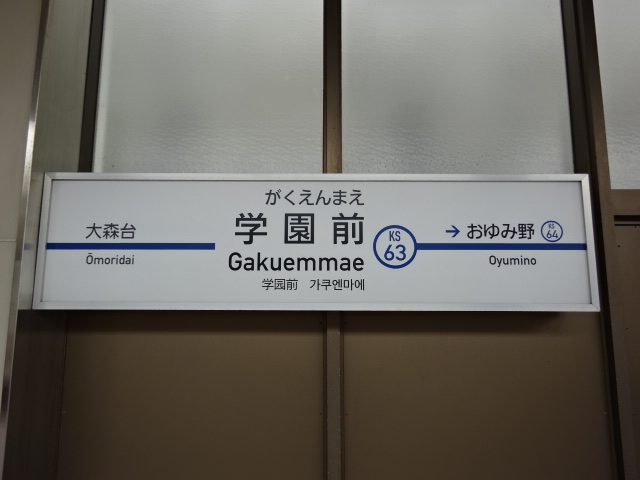 がくえんまえ
大森台
学園前
KS
63
→ おゆみ野
KS
64
Ōmoridai
Gakuemmae
Oyumino
学园前 가쿠엔마에